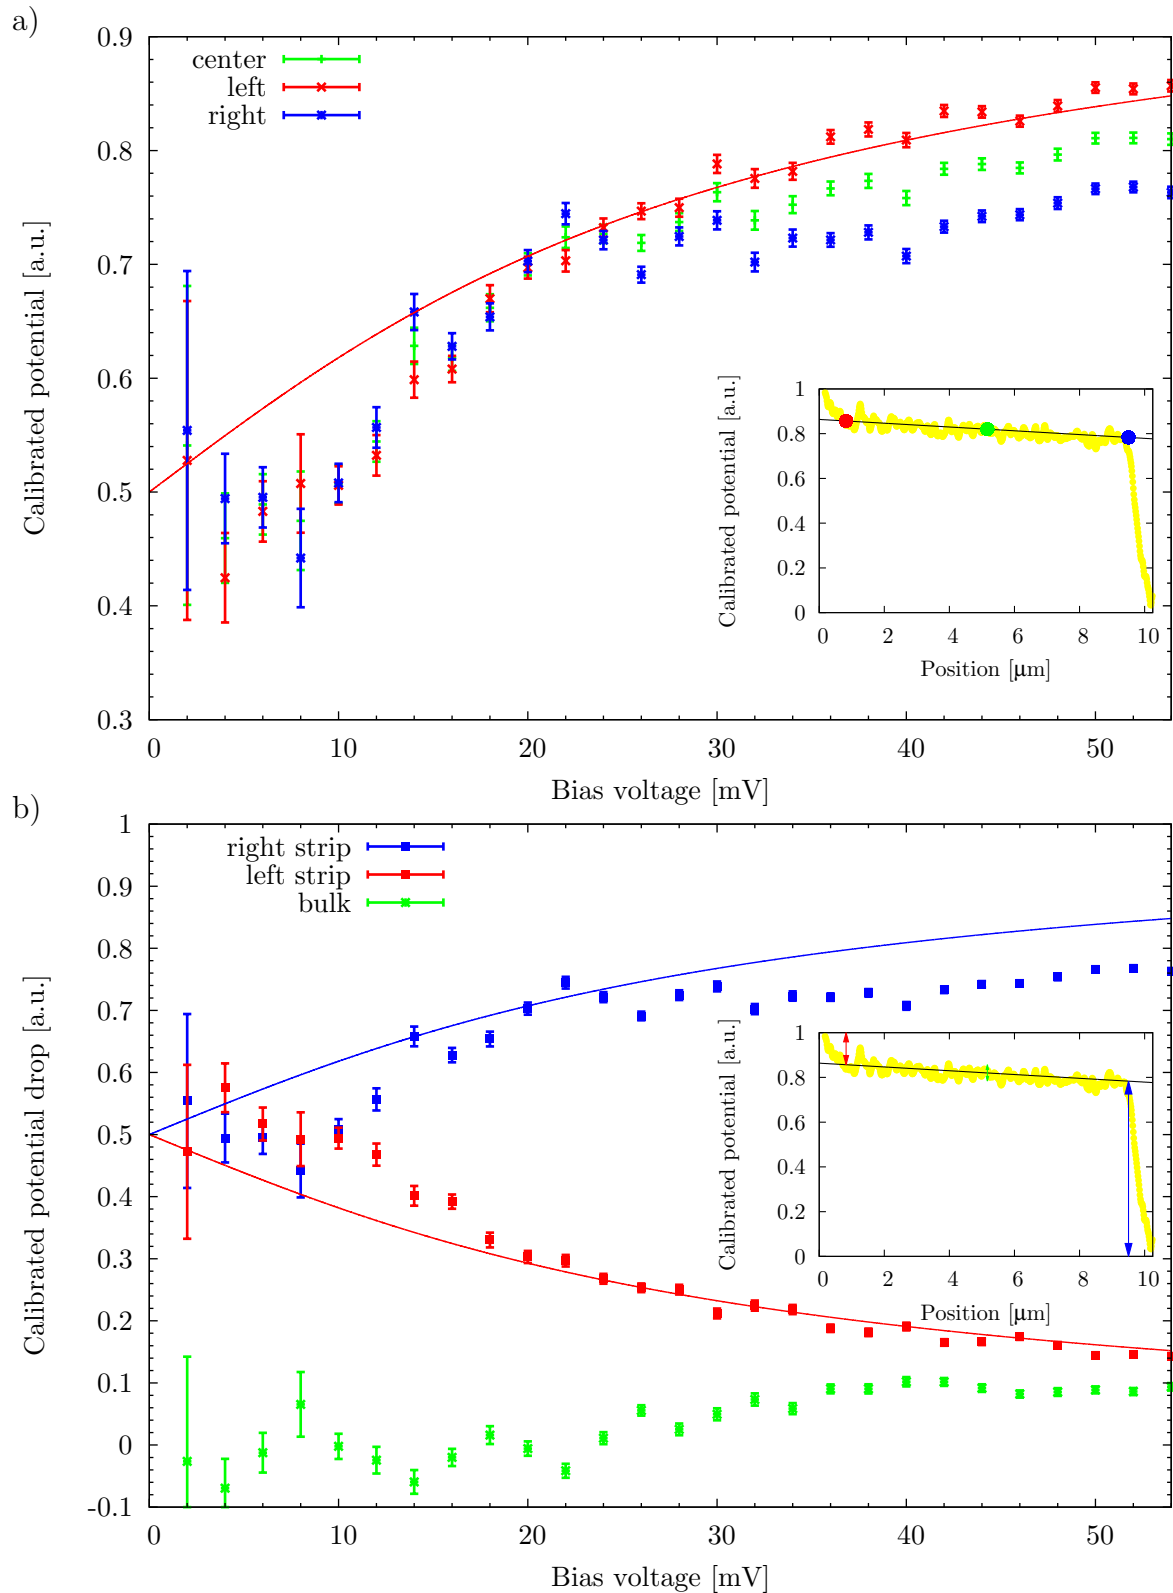 a)
0.9
0.8
0.7
0.6
0.5
0.4
0.3
Calibrated potential [a.u.]
center
left
right
0 10 20 30 40 50
Bias voltage [mV]
1
0.8
0.6
0.4
0.2
0
Calibrated potential [a.u.]
0 2 4 6 8 10
Position [μm]
b)
1
0.9
0.8
0.7
0.6
0.5
0.4
0.3
0.2
0.1
0
-0.1
Calibrated potential drop [a.u.]
right strip
left strip
bulk
0 10 20 30 40 50
Bias voltage [mV]
1
0.8
0.6
0.4
0.2
0
Calibrated potential [a.u.]
0 2 4 6 8 10
Position [μm]